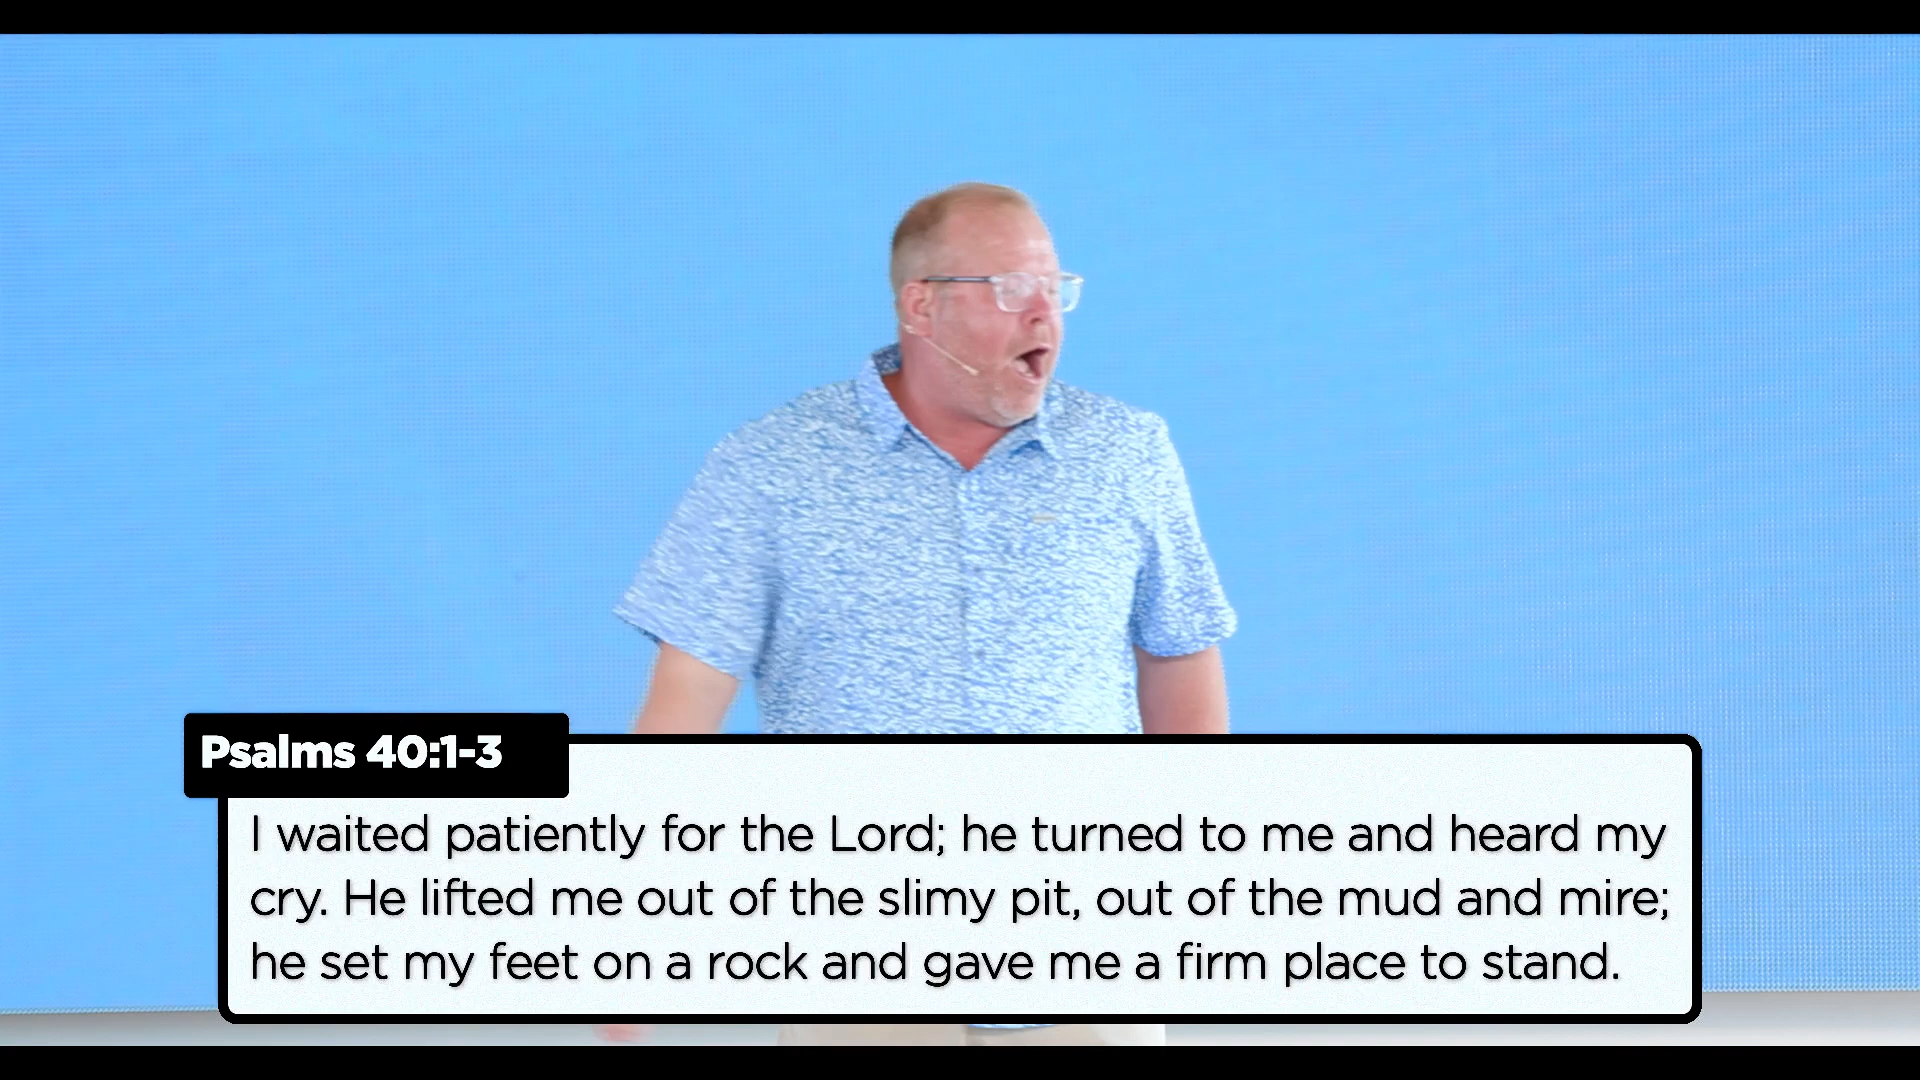 Psalms 40:1-3
I waited patiently for the Lord; he turned to me and heard my
cry. He lifted me out of the slimy pit, out of the mud and mire;
he set my feet on a rock and gave me a firm place to stand.